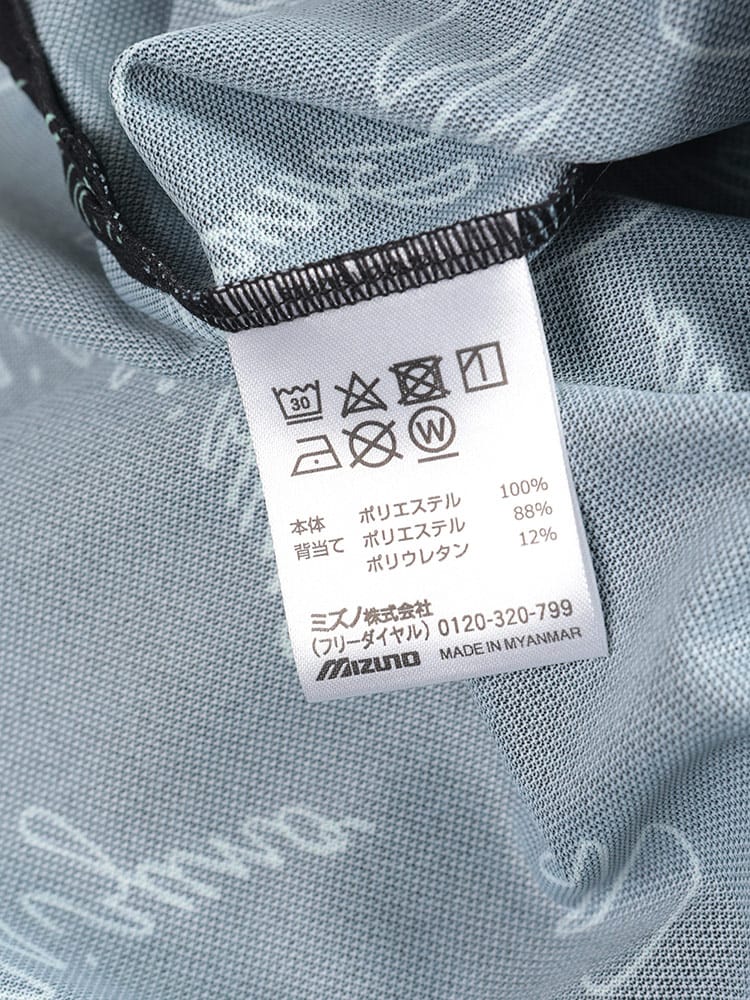 30
W
本体 ポリエステル 100%
背当て ポリエステル 88%
ポリウレタン 12%
ミズノ株式会社
(フリーダイヤル) 0120-320-799
MIZUNO MADE IN MYANMAR